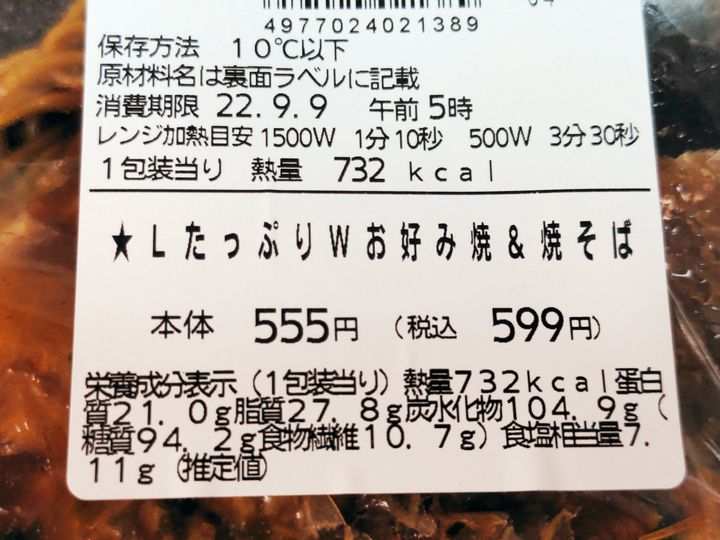 4977024021389
保存方法 10℃以下
原材料名は裏面ラベルに記載
消費期限 22.9.9 午前5時
レンジ加熱目安1500W 1分10秒 500W 3分30秒
1包装当り 熱量 732 kcal
★LたっぷりWお好み焼&焼そば
本体 555円 (税込 599円)
栄養成分表示(1包装当り)熱量732kcal蛋白
質21.0g脂質27.8g炭水化物104.9g(
糖質94.2g食物繊維10.7g)食塩相当量7.
11g (推定値)